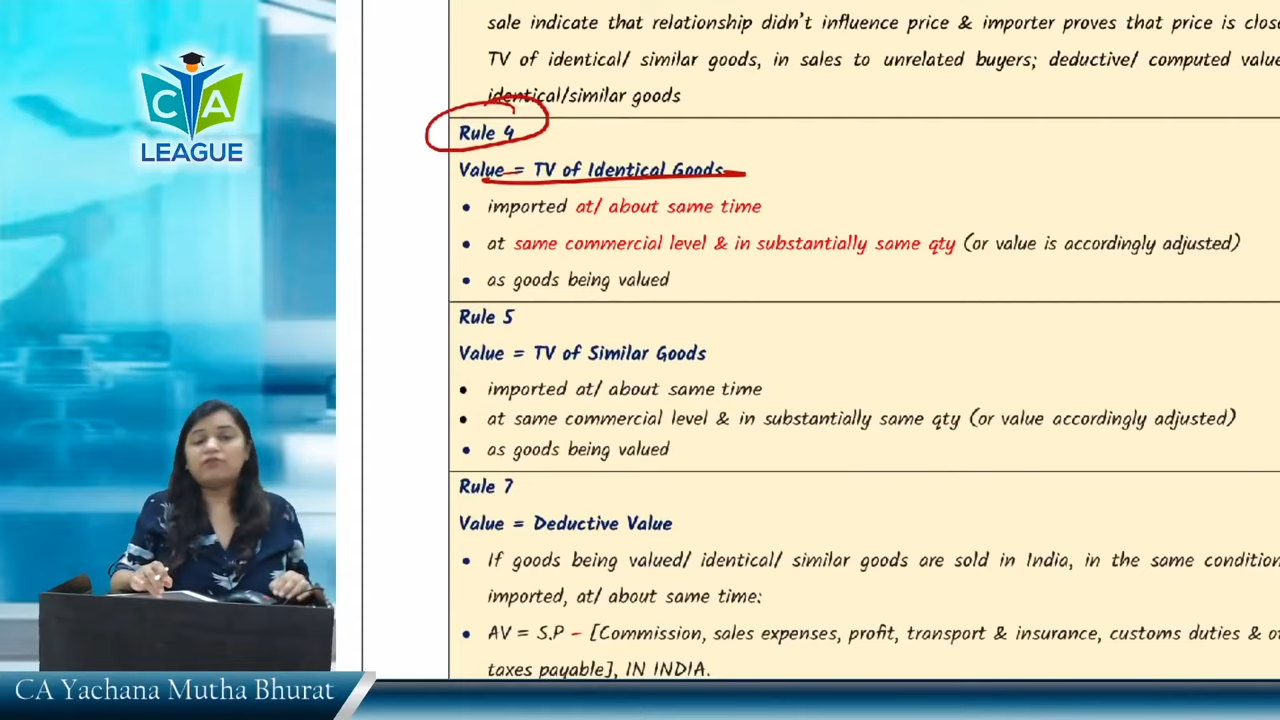 CA
LEAGUE
sale indicate that relationship didn't influence price & importer proves that price is close
TV of identical/ similar goods, in sales to unrelated buyers; deductive/ computed value
identical/similar goods
Rule 4
Value = TV of Identical Goods
• imported at/ about same time
• at same commercial level & in substantially same qty (or value is accordingly adjusted)
• as goods being valued
Rule 5
Value = TV of Similar Goods
• imported at/ about same time
• at same commercial level & in substantially same qty (or value accordingly adjusted)
• as goods being valued
Rule 7
Value = Deductive Value
• If goods being valued/ identical/ similar goods are sold in India, in the same condition
imported, at/ about same time:
• AV = S.P - [Commission, sales expenses, profit, transport & insurance, customs duties &
taxes payable], IN INDIA.
CA Yachana Mutha Bhurat